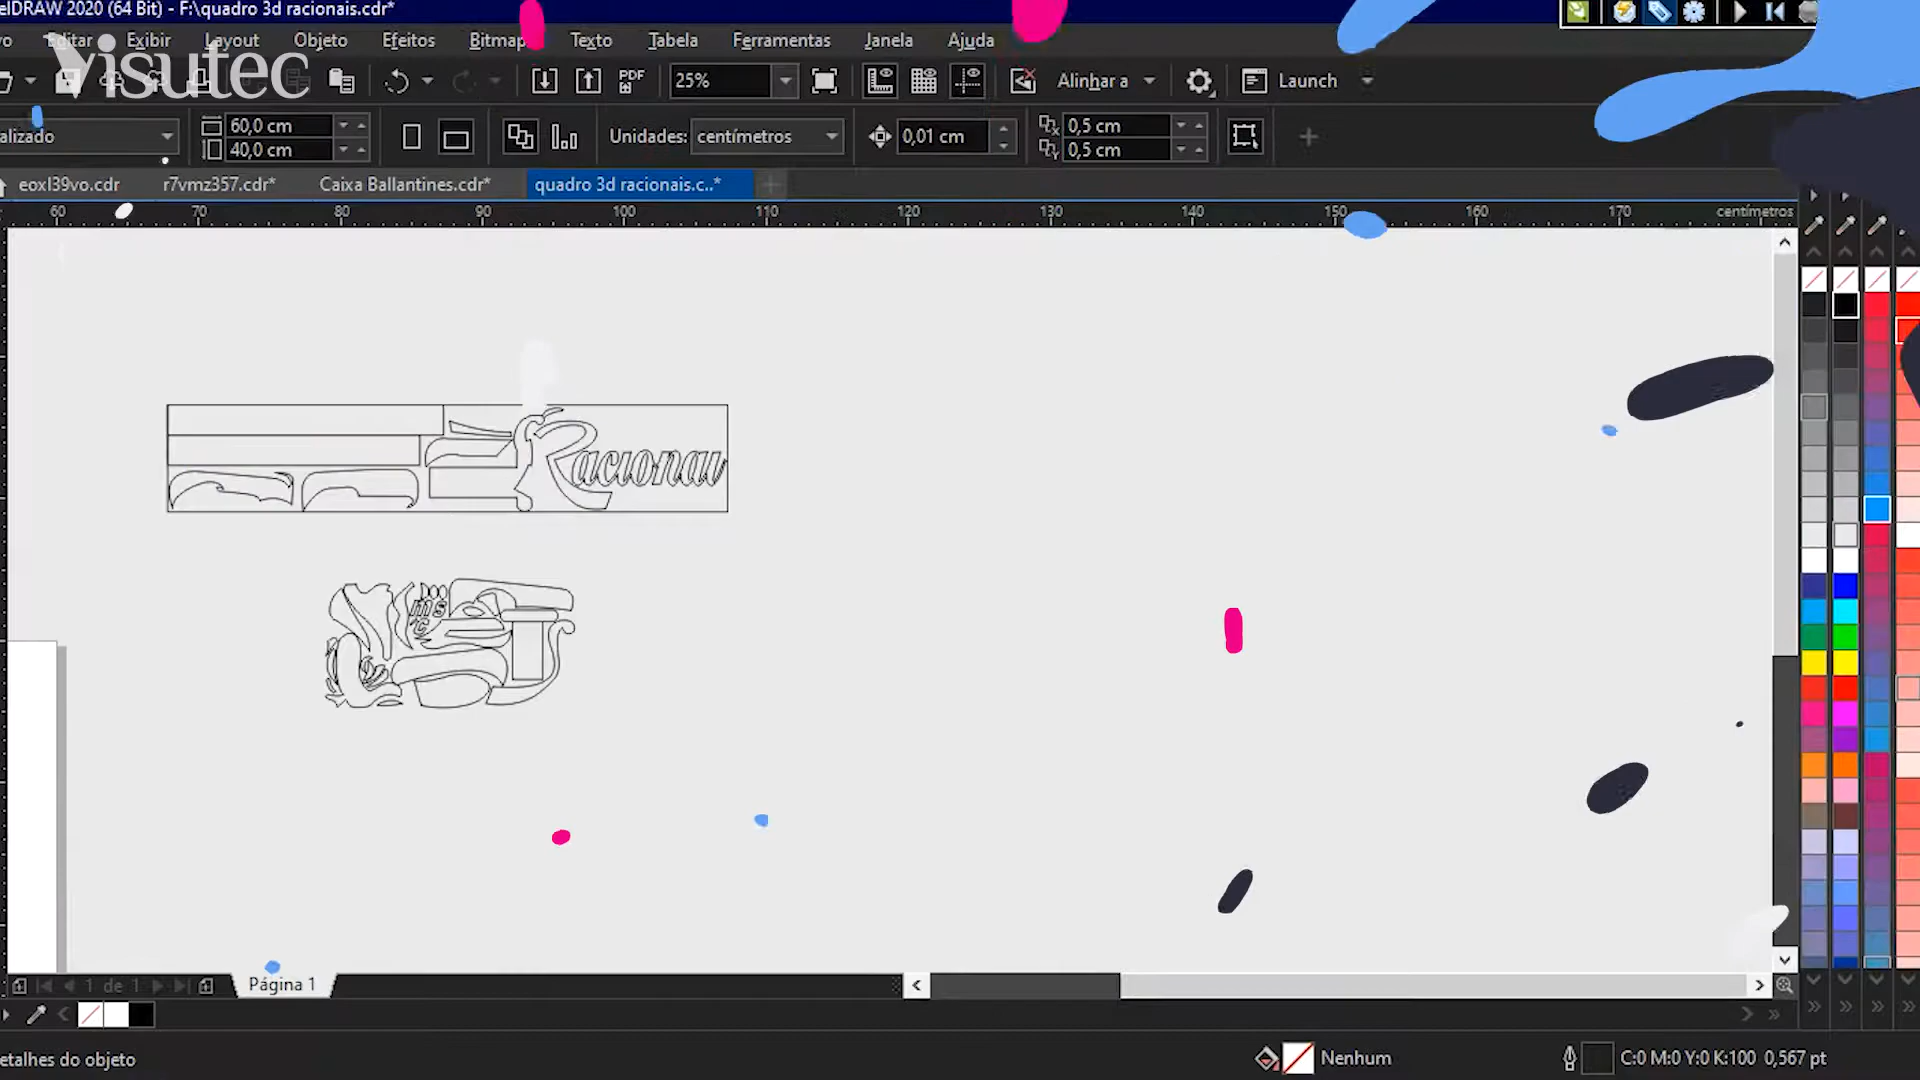 elDRAW 2020 (64 Bit) - F:\quadro 3d racionais.cdr*
vo Editar Exibir Layout Objeto Efeitos Bitmap Texto Tabela Ferramentas Janela Ajuda
Visutec
PDF 25% Alinhar a Launch
alizado 60,0 cm 40,0 cm Unidades: centímetros 0,01 cm 0,5 cm 0,5 cm
eoxl39vo.cdr r7vmz357.cdr* Caixa Ballantines.cdr* quadro 3d racionais.c..*
60 70 80 90 100 110 120 130 140 150 160 170 centímetros
Racionai
1 de 1 Página 1
etalhes do objeto Nenhum C:0 M:0 Y:0 K:100 0,567 pt